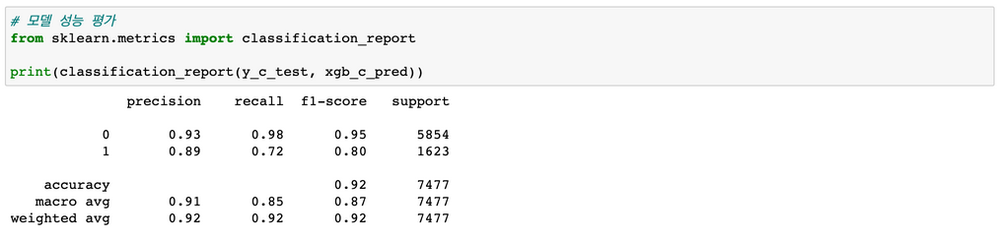 # 모델 성능 평가
from sklearn.metrics import classification_report
print(classification_report(y_c_test, xgb_c_pred))
precision recall f1-score support
0 0.93 0.98 0.95 5854
1 0.89 0.72 0.80 1623
accuracy 0.92 7477
macro avg 0.91 0.85 0.87 7477
weighted avg 0.92 0.92 0.92 7477